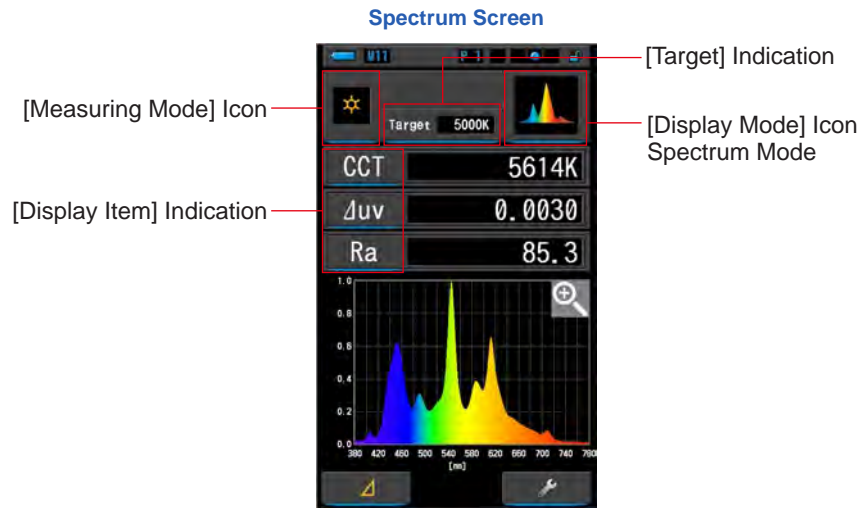 Spectrum Screen
M11 P 1
[Target] Indication
[Measuring Mode] Icon
Target 5000K
[Display Mode] Icon
Spectrum Mode
[Display Item] Indication
CCT 5614K
⊿uv 0.0030
Ra 85.3
1.0
0.8
0.6
0.4
0.2
0.0
380 420 460 500 540 580 620 660 700 740 780
[nm]
⊿